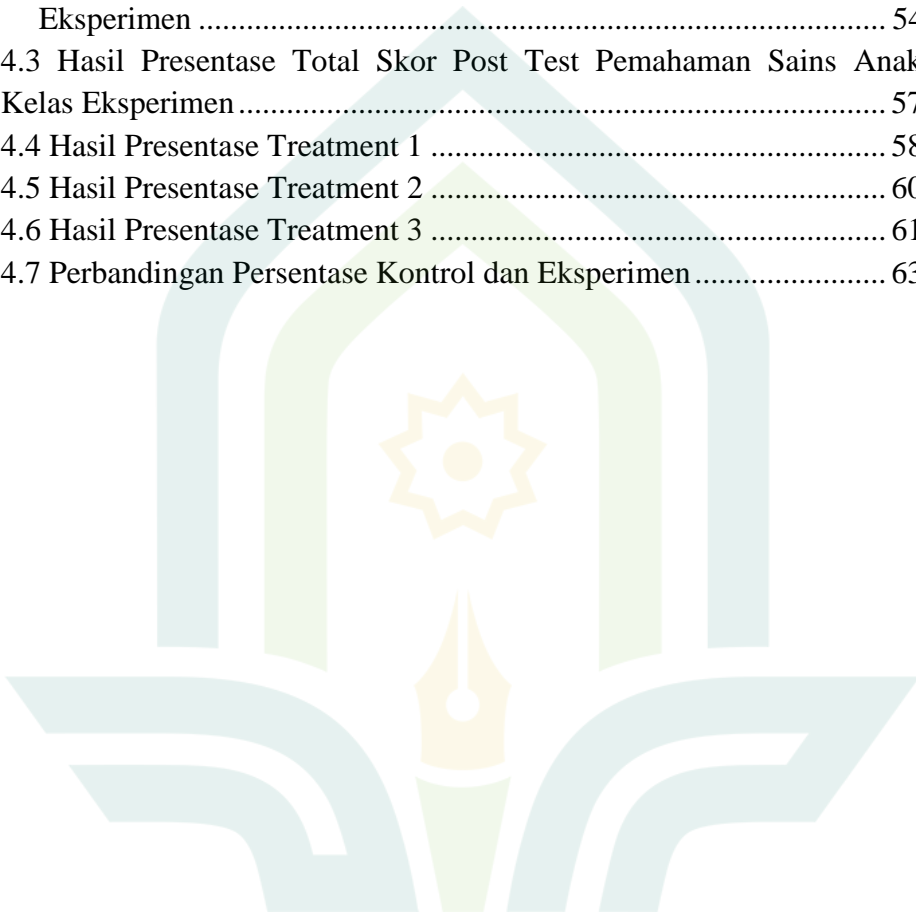 Eksperimen ........................................................................................ 54
4.3 Hasil Presentase Total Skor Post Test Pemahaman Sains Anak
Kelas Eksperimen ................................................................................... 57
4.4 Hasil Presentase Treatment 1 .......................................................... 58
4.5 Hasil Presentase Treatment 2 .......................................................... 60
4.6 Hasil Presentase Treatment 3 .......................................................... 61
4.7 Perbandingan Persentase Kontrol dan Eksperimen ........................ 63